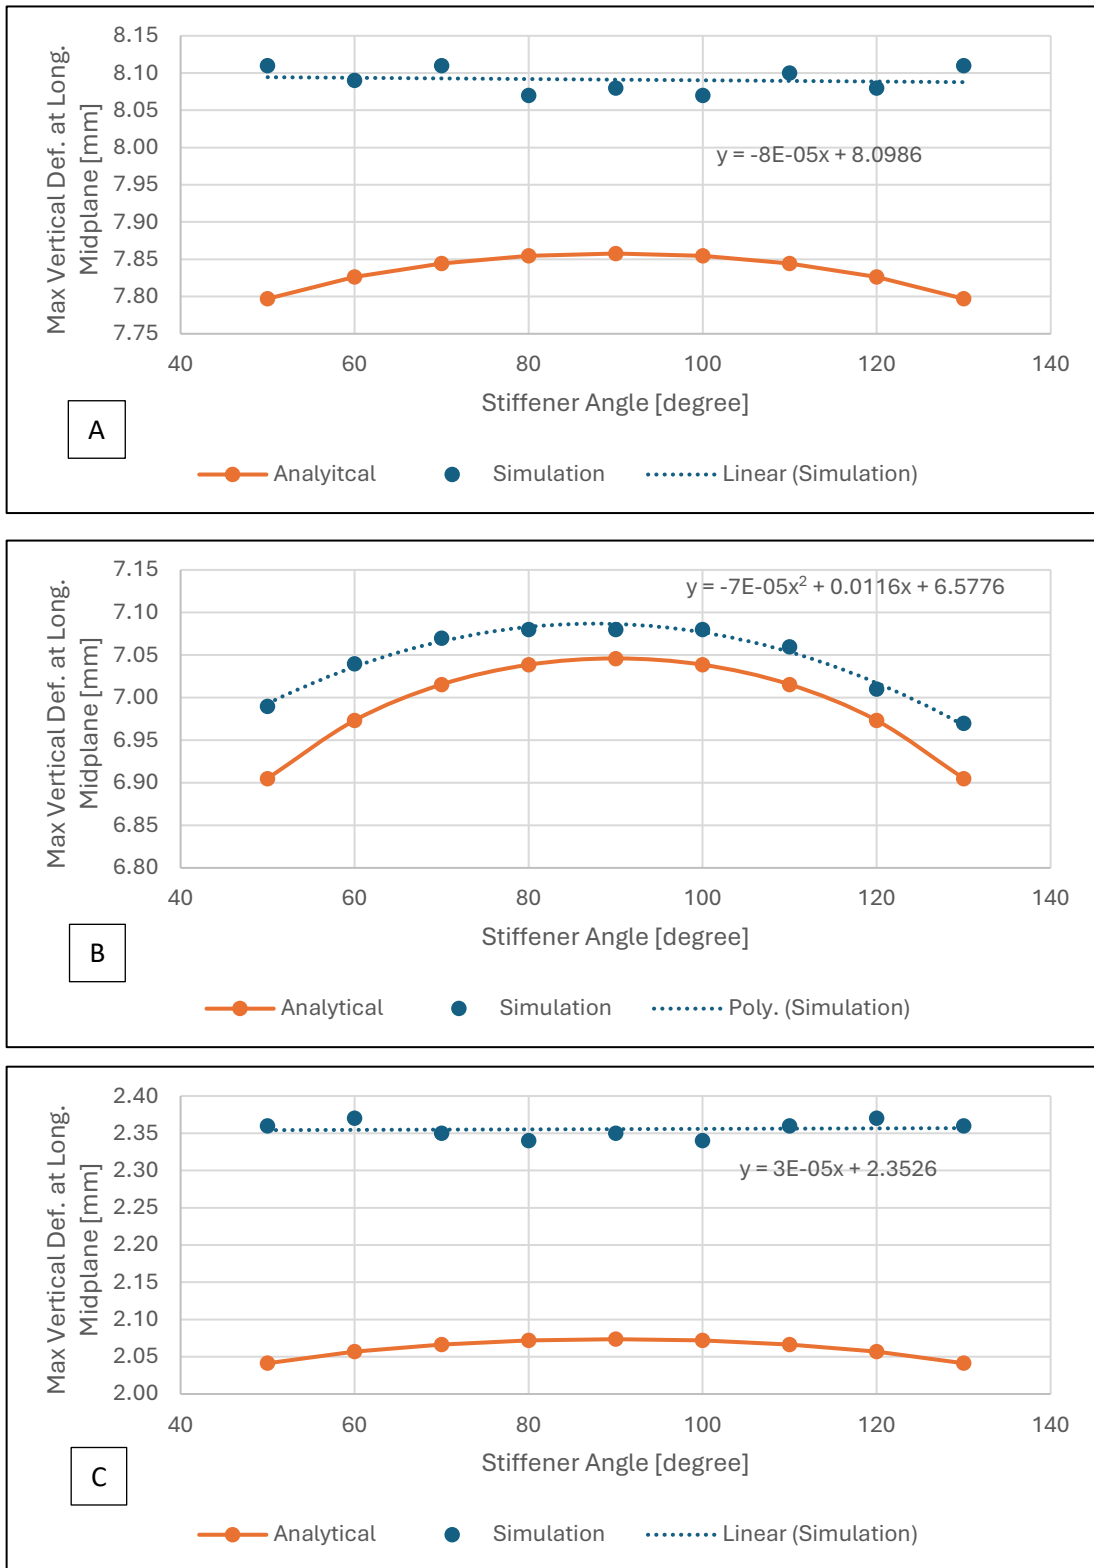 Max Vertical Def. at Long.
Midplane [mm]
8.15
8.10
8.05
8.00
7.95
7.90
7.85
7.80
7.75
y = -8E-05x + 8.0986
40 60 80 100 120 140
Stiffener Angle [degree]
A
Analyitcal Simulation Linear (Simulation)
Max Vertical Def. at Long.
Midplane [mm]
7.15
7.10
7.05
7.00
6.95
6.90
6.85
6.80
y = -7E-05x² + 0.0116x + 6.5776
40 60 80 100 120 140
Stiffener Angle [degree]
B
Analytical Simulation Poly. (Simulation)
Max Vertical Def. at Long.
Midplane [mm]
2.40
2.35
2.30
2.25
2.20
2.15
2.10
2.05
2.00
y = 3E-05x + 2.3526
40 60 80 100 120 140
Stiffener Angle [degree]
C
Analytical Simulation Linear (Simulation)